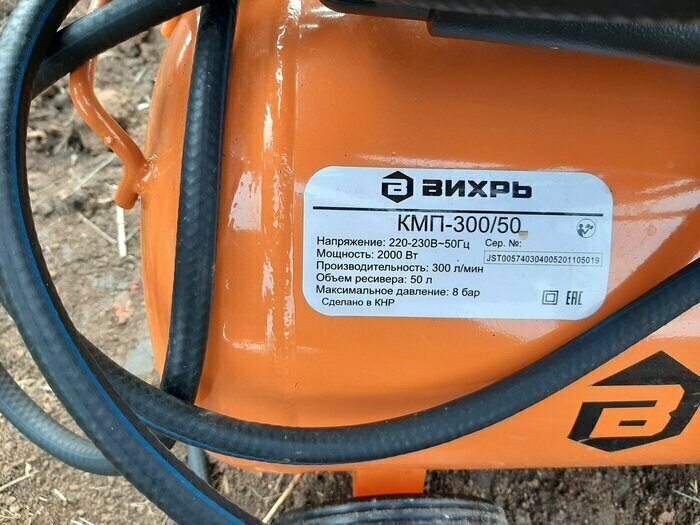 ВИХРЬ
КМП-300/50
Напряжение: 220-230В~50Гц Сер. №:
Мощность: 2000 Вт JST005740304005201105019
Производительность: 300 л/мин
Объем ресивера: 50 л
Максимальное давление: 8 бар
Сделано в КНР EAC
В